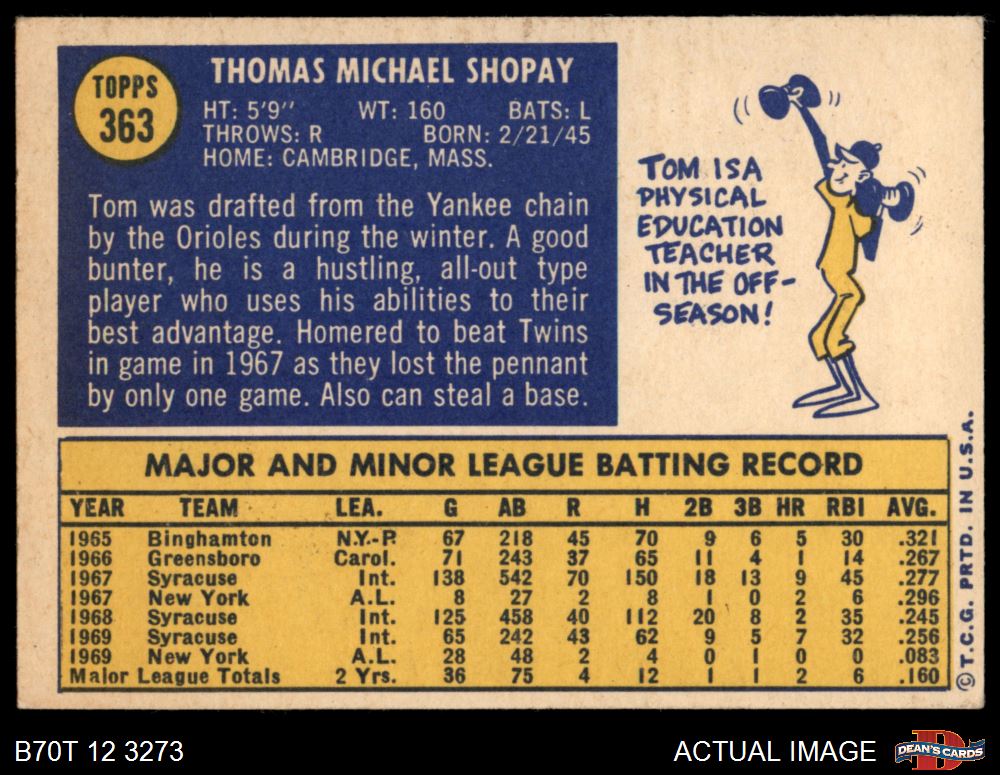 TOPPS
363
THOMAS MICHAEL SHOPAY
HT: 5'9" WT: 160 BATS: L
THROWS: R BORN: 2/21/45
HOME: CAMBRIDGE, MASS.
Tom was drafted from the Yankee chain
by the Orioles during the winter. A good
bunter, he is a hustling, all-out type
player who uses his abilities to their
best advantage. Homered to beat Twins
in game in 1967 as they lost the pennant
by only one game. Also can steal a base.
TOM IS A
PHYSICAL
EDUCATION
TEACHER
IN THE OFF-
SEASON!
MAJOR AND MINOR LEAGUE BATTING RECORD
YEAR TEAM LEA. G AB R H 2B 3B HR RBI AVG.
1965 Binghamton N.Y.-P. 67 218 45 70 9 6 5 30 .321
1966 Greensboro Carol. 71 243 37 65 11 4 1 14 .267
1967 Syracuse Int. 138 542 70 150 18 13 9 45 .277
1967 New York A.L. 8 27 2 8 1 0 2 6 .296
1968 Syracuse Int. 125 458 40 112 20 8 2 35 .245
1969 Syracuse Int. 65 242 43 62 9 5 7 32 .256
1969 New York A.L. 28 48 2 4 0 1 0 0 .083
Major League Totals 2 Yrs. 36 75 4 12 1 1 2 6 .160
© T.C.G. PRTD. IN U.S.A.
B70T 12 3273
ACTUAL IMAGE
DEAN'S CARDS